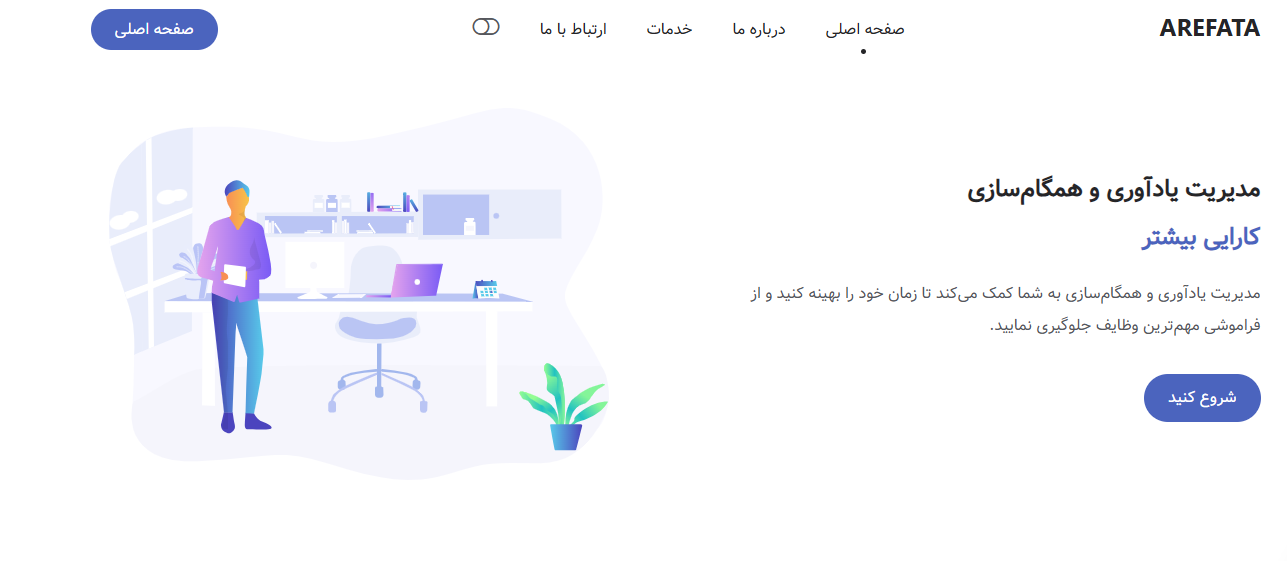 AREFATA
صفحه اصلی
درباره ما
خدمات
ارتباط با ما
صفحه اصلی
مدیریت یادآوری و همگام‌سازی
کارایی بیشتر
مدیریت یادآوری و همگام‌سازی به شما کمک می‌کند تا زمان خود را بهینه کنید و از
فراموشی مهم‌ترین وظایف جلوگیری نمایید.
شروع کنید